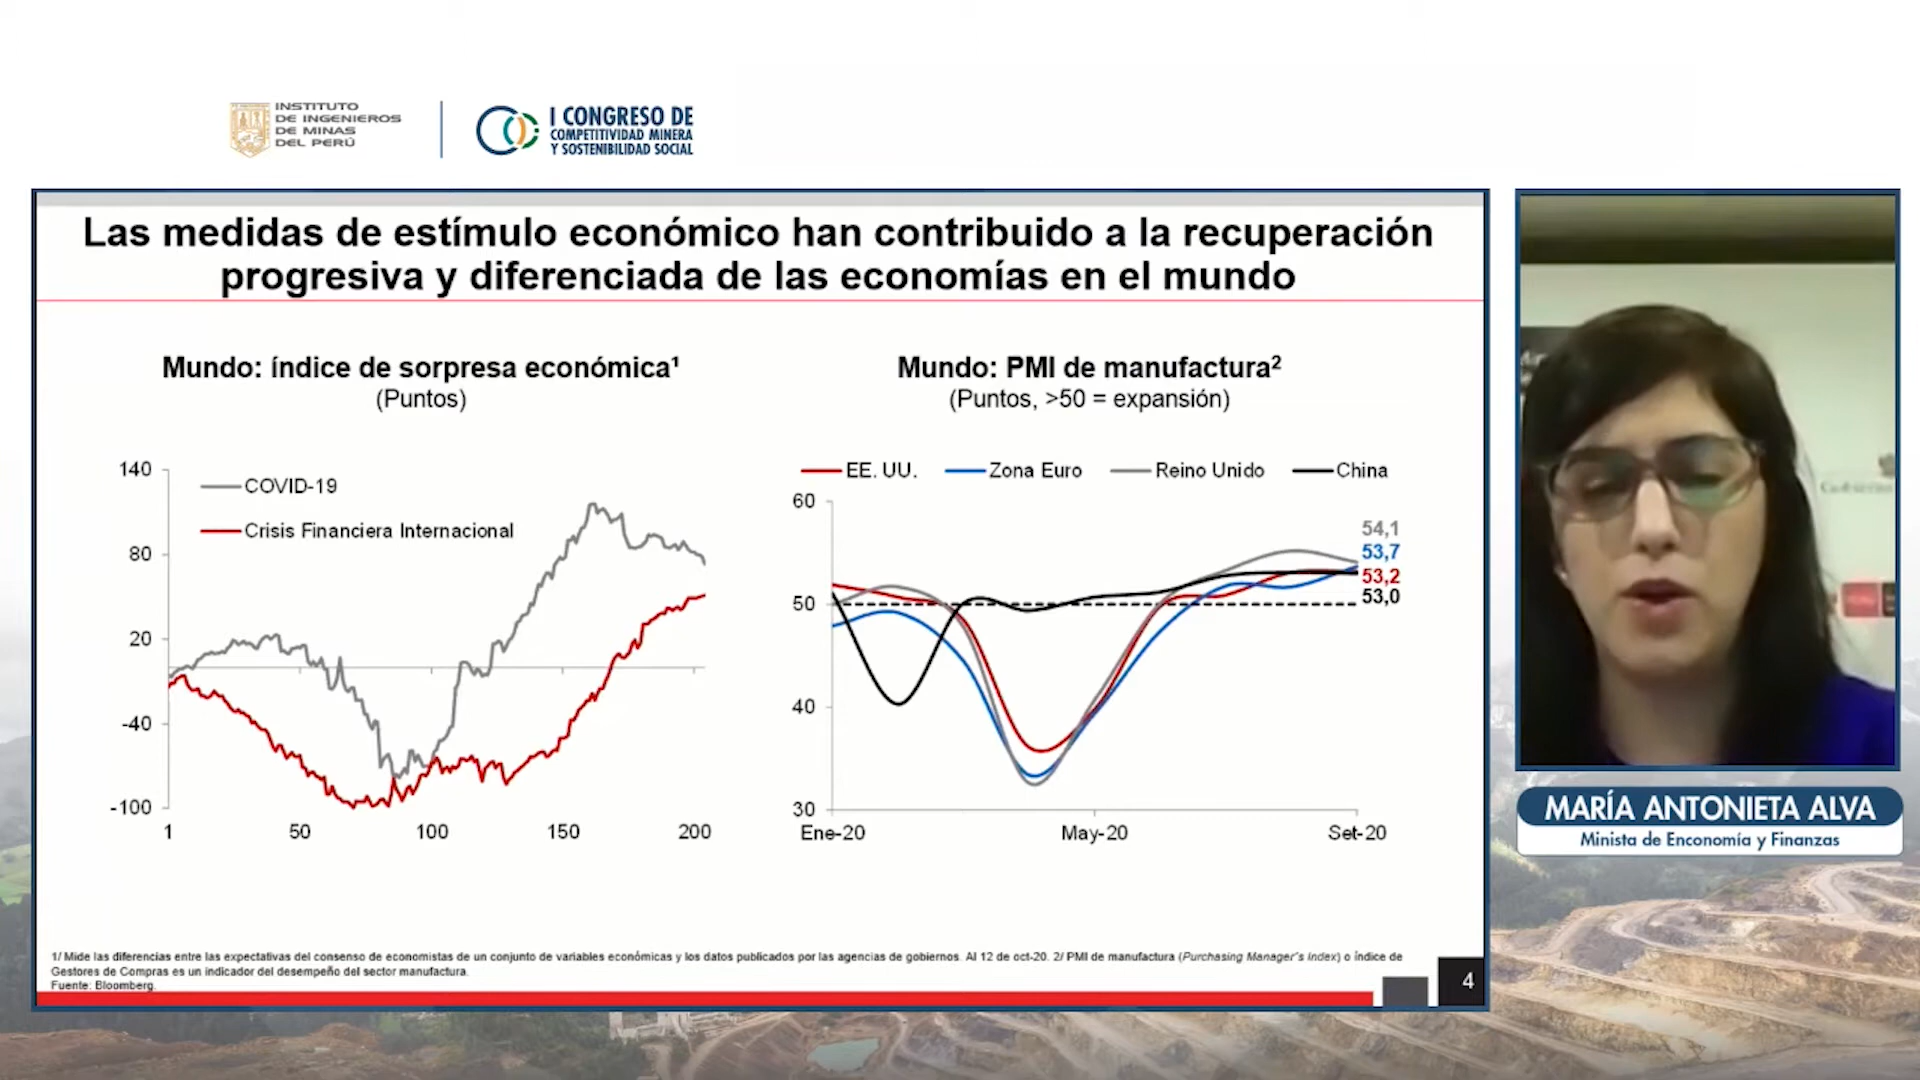 INSTITUTO
DE INGENIEROS
DE MINAS
DEL PERÚ
I CONGRESO DE
COMPETITIVIDAD MINERA
Y SOSTENIBILIDAD SOCIAL
Las medidas de estímulo económico han contribuido a la recuperación
progresiva y diferenciada de las economías en el mundo
Mundo: índice de sorpresa económica¹
(Puntos)
140
80
20
-40
-100
COVID-19
Crisis Financiera Internacional
1
50
100
150
200
Mundo: PMI de manufactura²
(Puntos, >50 = expansión)
EE. UU.
Zona Euro
Reino Unido
China
60
50
40
30
54,1
53,7
53,2
53,0
Ene-20
May-20
Set-20
1/ Mide las diferencias entre las expectativas del consenso de economistas de un conjunto de variables económicas y los datos publicados por las agencias de gobiernos. Al 12 de oct-20. 2/ PMI de manufactura (Purchasing Manager's Index) o índice de
Gestores de Compras es un indicador del desempeño del sector manufactura.
Fuente: Bloomberg.
4
MARÍA ANTONIETA ALVA
Minista de Enconomía y Finanzas